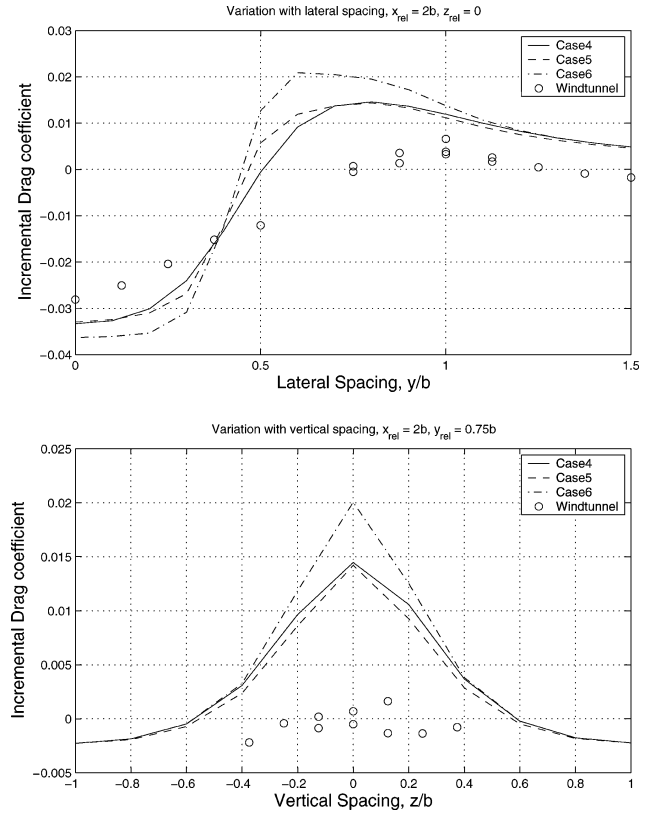 Variation with lateral spacing, x_rel = 2b, z_rel = 0
0.03
0.02
0.01
0
−0.01
−0.02
−0.03
−0.04
Incremental Drag coefficient
Case4
Case5
Case6
Windtunnel
0 0.5 1 1.5
Lateral Spacing, y/b
Variation with vertical spacing, x_rel = 2b, y_rel = 0.75b
0.025
0.02
0.015
0.01
0.005
0
−0.005
Incremental Drag coefficient
Case4
Case5
Case6
Windtunnel
−1 −0.8 −0.6 −0.4 −0.2 0 0.2 0.4 0.6 0.8 1
Vertical Spacing, z/b